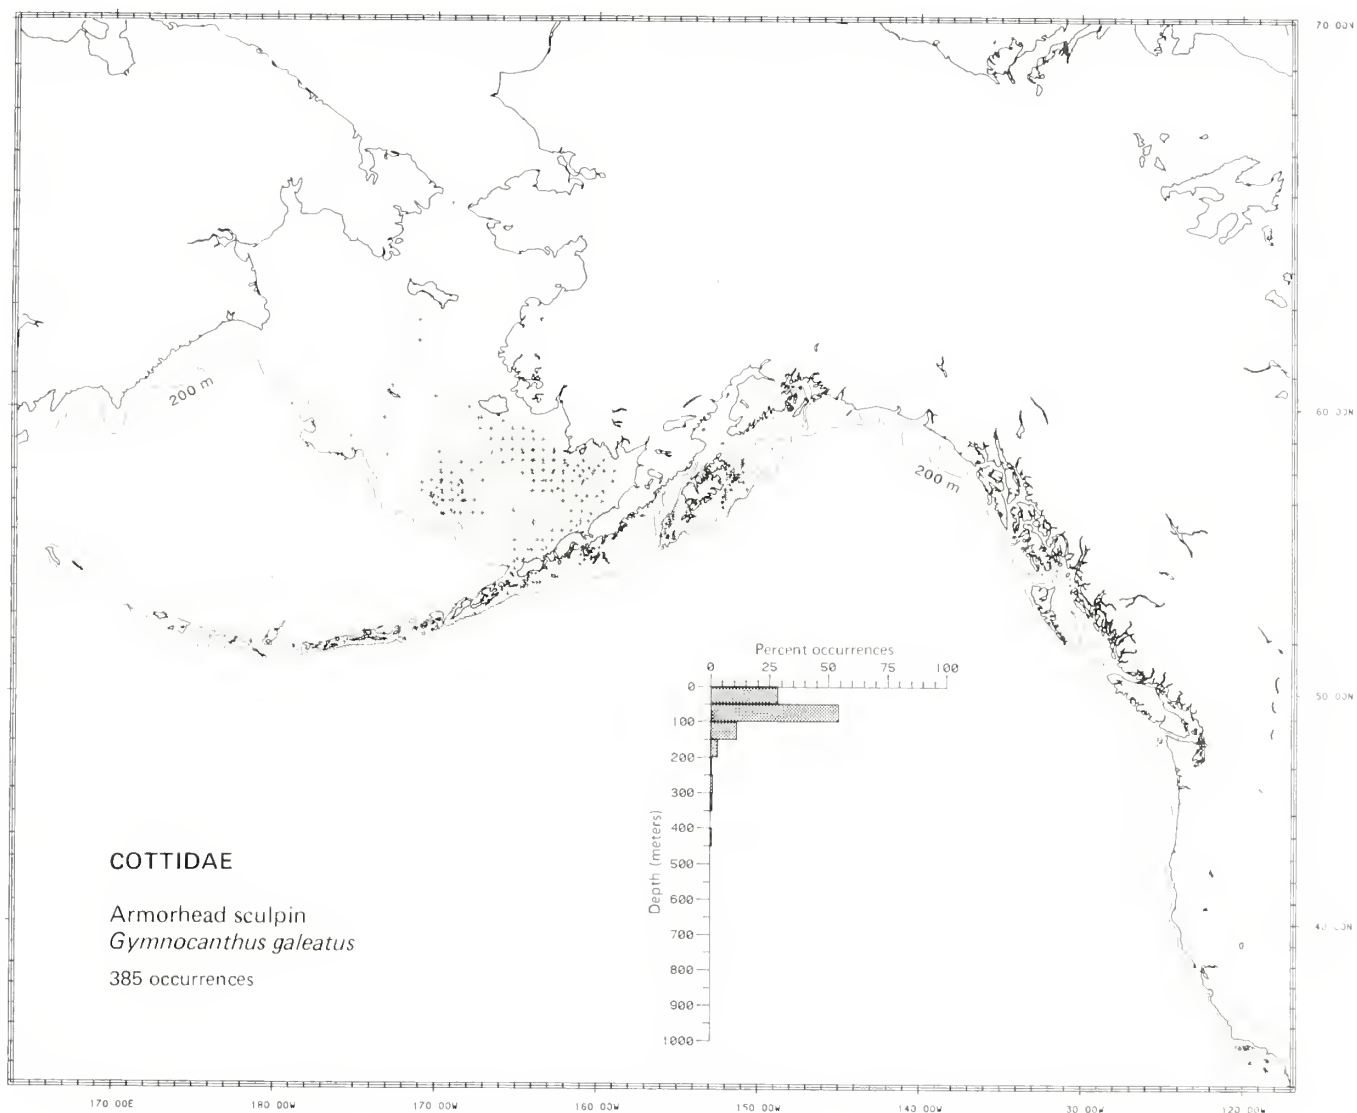 70 00N
200 m
60 00N
200 m
Percent occurrences
0 25 50 75 100
0
100
200
300
400
500
600
700
800
900
1000
Depth (meters)
50 00N
COTTIDAE
Armorhead sculpin
Gymnocanthus galeatus
385 occurrences
170 00E 180 00W 170 00W 160 00W 150 00W 140 00W 30 00W 120 00W